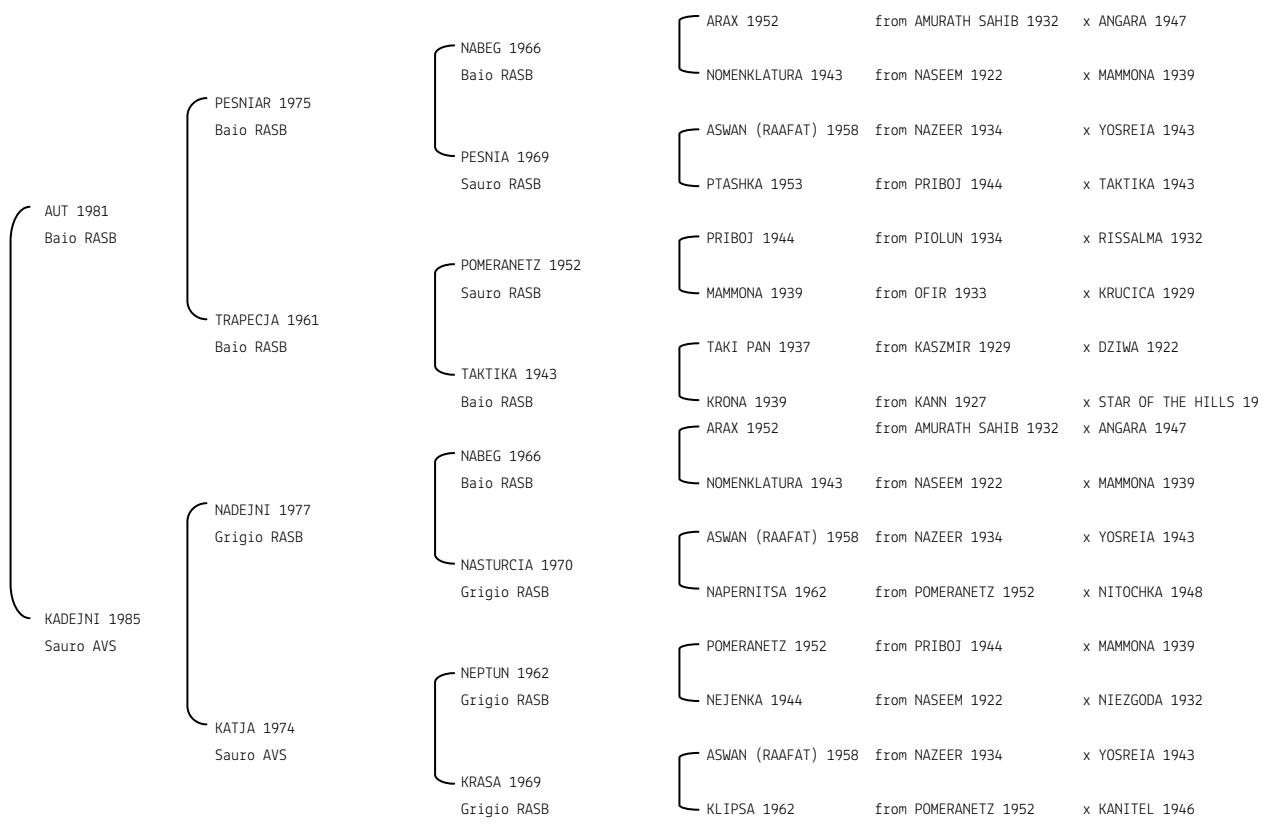 ARAX 1952 from AMURATH SAHIB 1932 x ANGARA 1947
NABEG 1966
Baio RASB
NOMENKLATURA 1943 from NASEEM 1922 x MAMMONA 1939
PESNIAR 1975
Baio RASB
ASWAN (RAAFAT) 1958 from NAZEER 1934 x YOSREIA 1943
PESNIA 1969
Sauro RASB
PTASHKA 1953 from PRIBOJ 1944 x TAKTIKA 1943
AUT 1981
Baio RASB
PRIBOJ 1944 from PIOLUN 1934 x RISSALMA 1932
POMERANETZ 1952
Sauro RASB
MAMMONA 1939 from OFIR 1933 x KRUCICA 1929
TRAPECJA 1961
Baio RASB
TAKI PAN 1937 from KASZMIR 1929 x DZIWA 1922
TAKTIKA 1943
Baio RASB
KRONA 1939 from KANN 1927 x STAR OF THE HILLS 19
ARAX 1952 from AMURATH SAHIB 1932 x ANGARA 1947
NABEG 1966
Baio RASB
NOMENKLATURA 1943 from NASEEM 1922 x MAMMONA 1939
NADEJNI 1977
Grigio RASB
ASWAN (RAAFAT) 1958 from NAZEER 1934 x YOSREIA 1943
NASTURCIA 1970
Grigio RASB
NAPERNITSA 1962 from POMERANETZ 1952 x NITOCHKA 1948
KADEJNI 1985
Sauro AVS
POMERANETZ 1952 from PRIBOJ 1944 x MAMMONA 1939
NEPTUN 1962
Grigio RASB
NEJENKA 1944 from NASEEM 1922 x NIEZGODA 1932
KATJA 1974
Sauro AVS
ASWAN (RAAFAT) 1958 from NAZEER 1934 x YOSREIA 1943
KRASA 1969
Grigio RASB
KLIPSA 1962 from POMERANETZ 1952 x KANITEL 1946